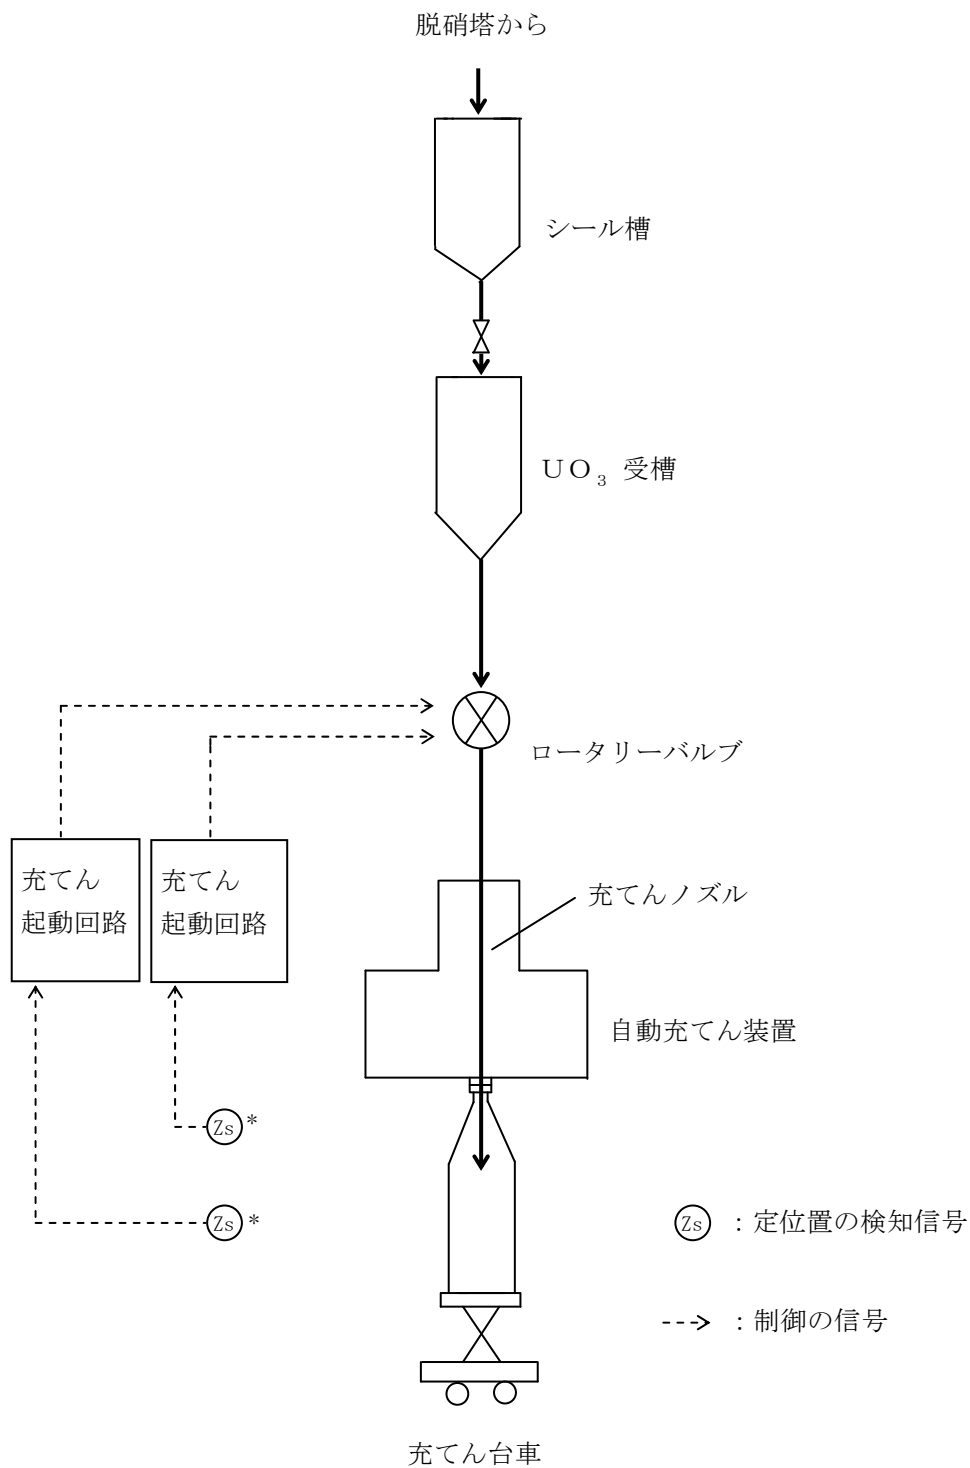 脱硝塔から
シール槽
ＵＯ₃ 受槽
ロータリーバルブ
充てん
起動回路
充てん
起動回路
充てんノズル
自動充てん装置
Zs *
Zs *
Zs ：定位置の検知信号
：制御の信号
充てん台車